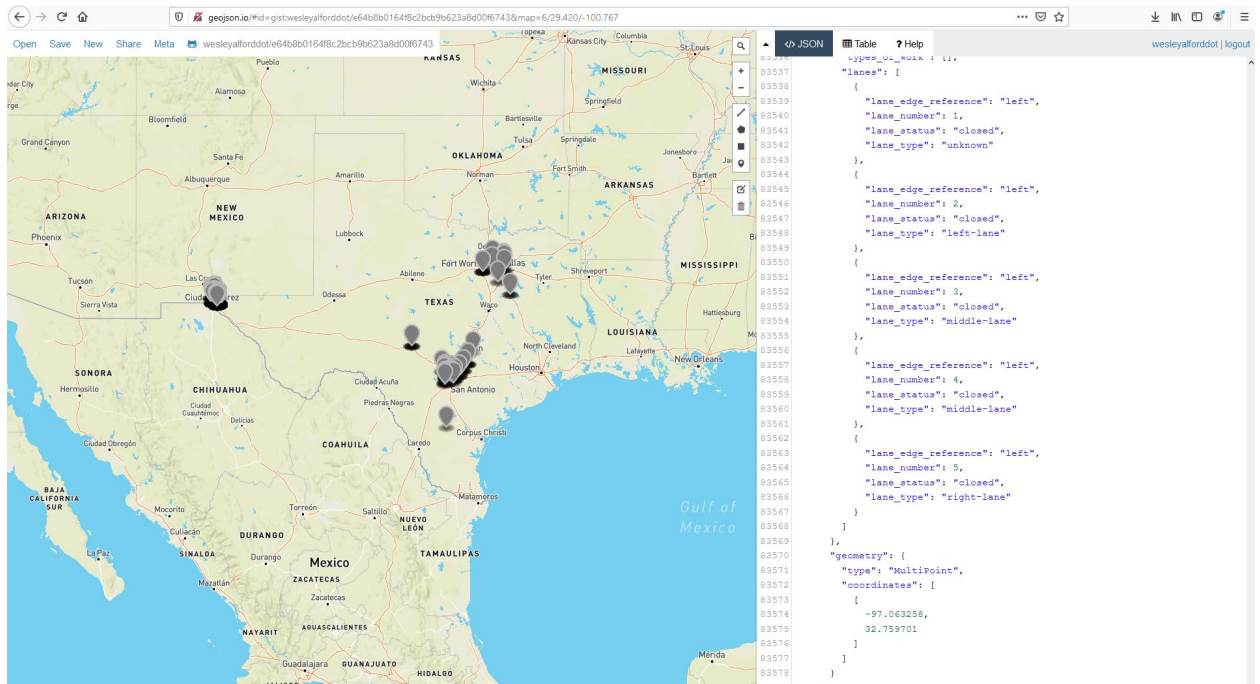 geojson.io/#id=gist:wesleyalforddot/e64b8b0164f8c2bcb9b623a8d00f6743&map=6/29.420/-100.767
Open Save New Share Meta wesleyalforddot/e64b8b0164f8c2bcb9b623a8d00f6743
</> JSON Table ? Help wesleyalforddot | logout
Topeka
Kansas City
Columbia
St. Louis
KANSAS
Pueblo
MISSOURI
Wichita
Alamosa
Springfield
Bloomfield
Bartlesville
Grand Canyon
Tulsa
Springdale
Santa Fe
OKLAHOMA
Jonesboro
Albuquerque
Amarillo
Norman
Fort Smith
Bartlett
ARKANSAS
ARIZONA
NEW
MEXICO
Phoenix
Lubbock
Fort Wor
llas
MISSISSIPPI
Tucson
Las C
Abilene
Tyler
Shreveport
Ciuda
rez
Odessa
Sierra Vista
TEXAS
Waco
Hattiesburg
LOUISIANA
North Cleveland
Lafayette
New Orleans
Houston
SONORA
Hermosillo
CHIHUAHUA
Ciudad Acuña
San Antonio
Ciudad
Cuauhtémoc
Piedras Negras
Delicias
Corpus Christi
Ciudad Obregón
COAHUILA
Laredo
BAJA
CALIFORNIA
SUR
Mocorito
Torreón
Saltillo
Matamoros
Gulf of
Mexico
NUEVO
LEÓN
Culiacán
DURANGO
La Paz
SINALOA
Durango
Mexico
TAMAULIPAS
ZACATECAS
Mazatlán
Zacatecas
NAYARIT
AGUASCALIENTES
Mérida
Guadalajara
GUANAJUATO
HIDALGO
83536 "types_of_work": [],
83537 "lanes": [
83538 {
83539 "lane_edge_reference": "left",
83540 "lane_number": 1,
83541 "lane_status": "closed",
83542 "lane_type": "unknown"
83543 },
83544 {
83545 "lane_edge_reference": "left",
83546 "lane_number": 2,
83547 "lane_status": "closed",
83548 "lane_type": "left-lane"
83549 },
83550 {
83551 "lane_edge_reference": "left",
83552 "lane_number": 3,
83553 "lane_status": "closed",
83554 "lane_type": "middle-lane"
83555 },
83556 {
83557 "lane_edge_reference": "left",
83558 "lane_number": 4,
83559 "lane_status": "closed",
83560 "lane_type": "middle-lane"
83561 },
83562 {
83563 "lane_edge_reference": "left",
83564 "lane_number": 5,
83565 "lane_status": "closed",
83566 "lane_type": "right-lane"
83567 }
83568 ]
83569 },
83570 "geometry": {
83571 "type": "MultiPoint",
83572 "coordinates": [
83573 [
83574 -97.063258,
83575 32.759701
83576 ]
83577 ]
83578 }